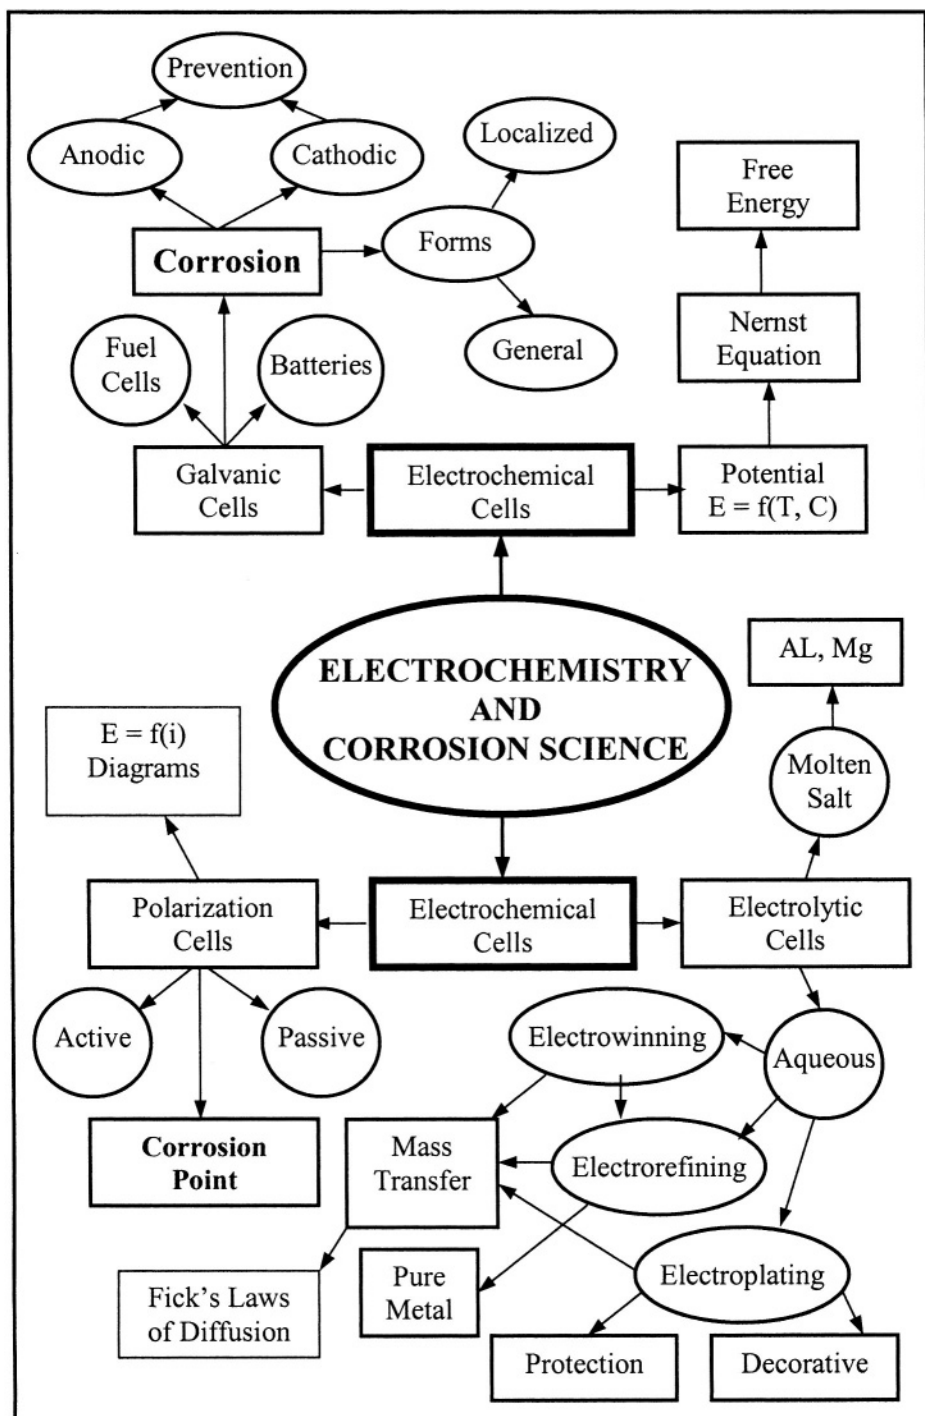 Prevention
Anodic
Cathodic
Localized
Free
Energy
Corrosion
Forms
Nernst
Equation
Fuel
Cells
Batteries
General
Galvanic
Cells
Electrochemical
Cells
Potential
E = f(T, C)
ELECTROCHEMISTRY
AND
CORROSION SCIENCE
AL, Mg
E = f(i)
Diagrams
Molten
Salt
Polarization
Cells
Electrochemical
Cells
Electrolytic
Cells
Active
Passive
Electrowinning
Aqueous
Corrosion
Point
Mass
Transfer
Electrorefining
Fick's Laws
of Diffusion
Pure
Metal
Electroplating
Protection
Decorative